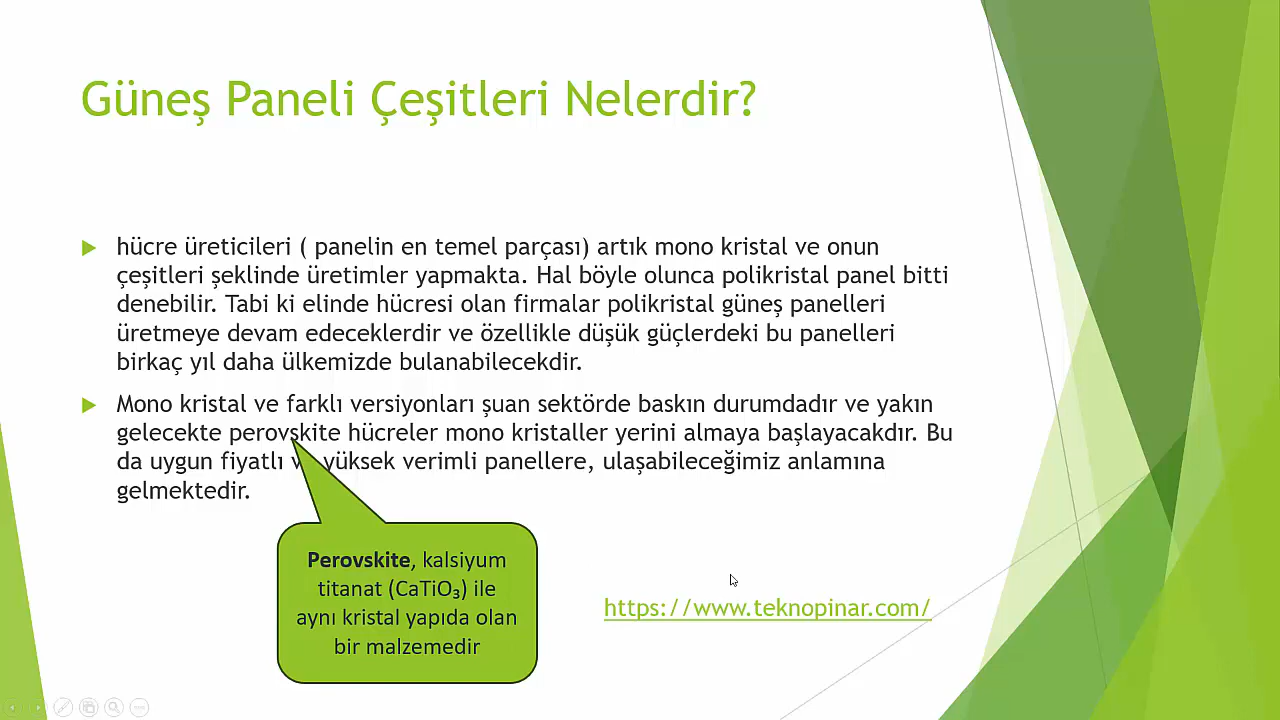 Güneş Paneli Çeşitleri Nelerdir?
hücre üreticileri ( panelin en temel parçası) artık mono kristal ve onun
çeşitleri şeklinde üretimler yapmakta. Hal böyle olunca polikristal panel bitti
denebilir. Tabi ki elinde hücresi olan firmalar polikristal güneş panelleri
üretmeye devam edeceklerdir ve özellikle düşük güçlerdeki bu panelleri
birkaç yıl daha ülkemizde bulanabilecekdir.
Mono kristal ve farklı versiyonları şuan sektörde baskın durumdadır ve yakın
gelecekte perovskite hücreler mono kristaller yerini almaya başlayacakdır. Bu
da uygun fiyatlı yüksek verimli panellere, ulaşabileceğimiz anlamına
gelmektedir.
Perovskite, kalsiyum
titanat (CaTiO₃) ile
aynı kristal yapıda olan
bir malzemedir
https://www.teknopinar.com/